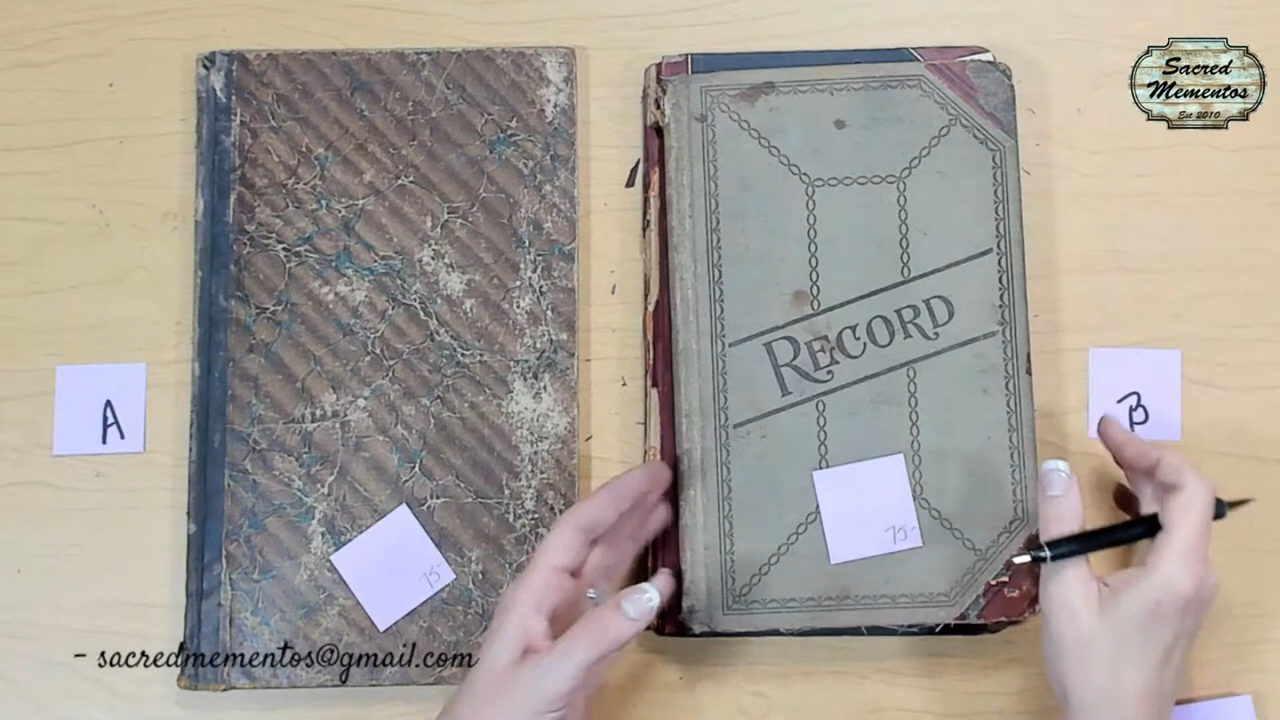 Sacred
Mementos
Est 2010
RECORD
A
B
75-
75-
- sacredmementos@gmail.com